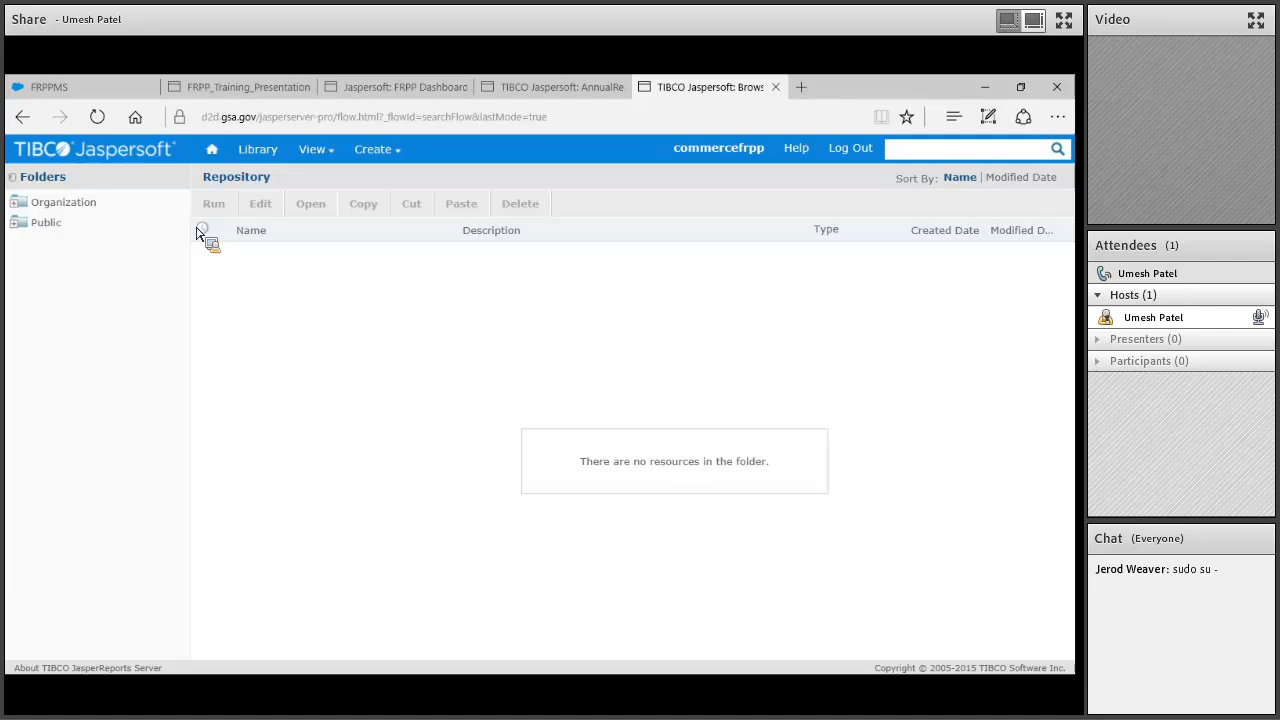 Share - Umesh Patel
FRPPMS
FRPP_Training_Presentation
Jaspersoft: FRPP Dashboard
TIBCO Jaspersoft: AnnualRe
TIBCO Jaspersoft: Brows
d2d.gsa.gov/jasperserver-pro/flow.html?_flowId=searchFlow&lastMode=true
TIBCO Jaspersoft
Library
View
Create
commercefrpp
Help
Log Out
Folders
Organization
Public
Repository
Sort By: Name | Modified Date
Run
Edit
Open
Copy
Cut
Paste
Delete
Name
Description
Type
Created Date
Modified D...
There are no resources in the folder.
About TIBCO JasperReports Server
Copyright © 2005-2015 TIBCO Software Inc.
Video
Attendees (1)
Umesh Patel
Hosts (1)
Umesh Patel
Presenters (0)
Participants (0)
Chat (Everyone)
Jerod Weaver: sudo su -